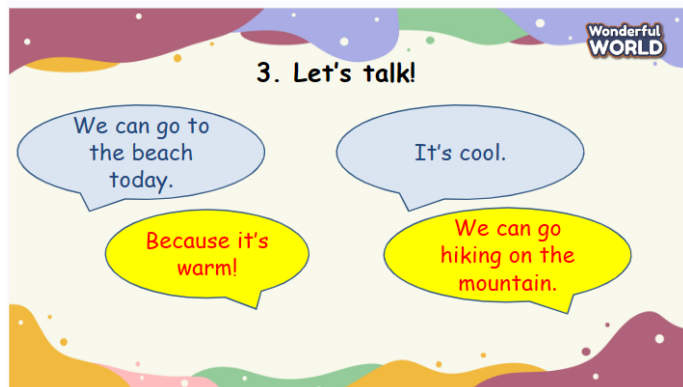 Wonderful
WORLD
3. Let's talk!
We can go to
the beach
today.
Because it's
warm!
It's cool.
We can go
hiking on the
mountain.